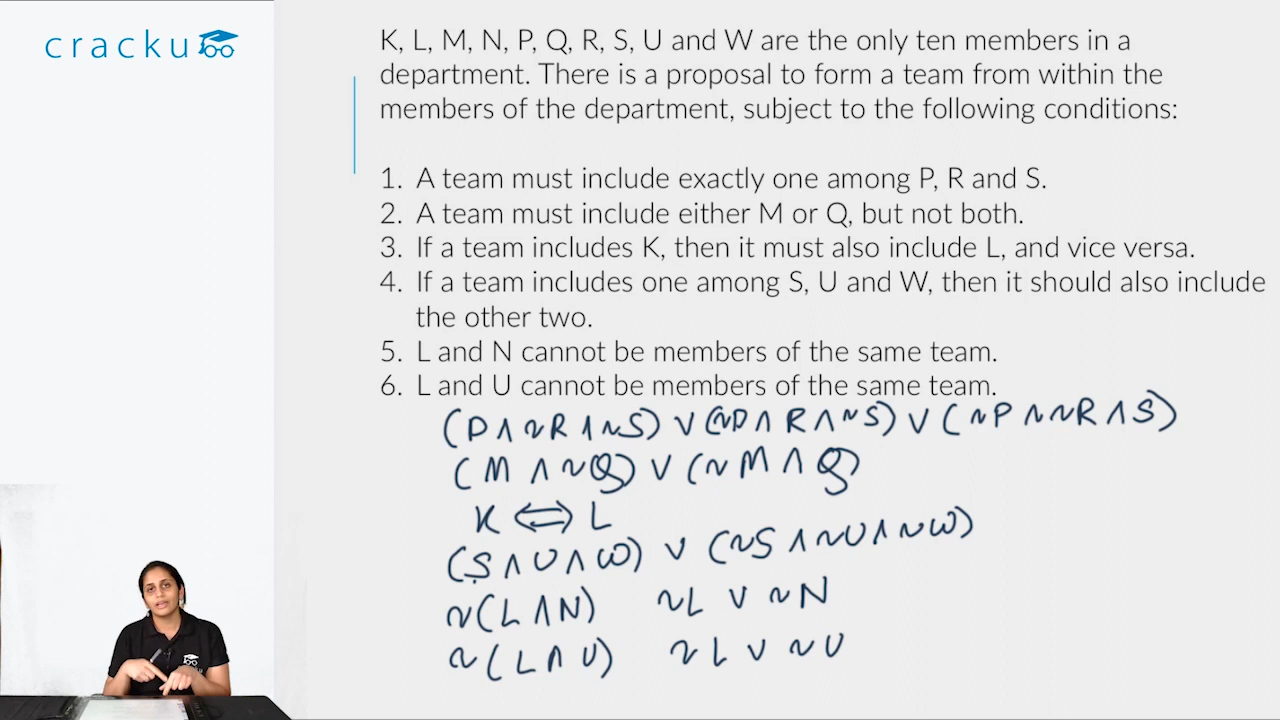 cracku
K, L, M, N, P, Q, R, S, U and W are the only ten members in a
department. There is a proposal to form a team from within the
members of the department, subject to the following conditions:
1. A team must include exactly one among P, R and S.
2. A team must include either M or Q, but not both.
3. If a team includes K, then it must also include L, and vice versa.
4. If a team includes one among S, U and W, then it should also include
the other two.
5. L and N cannot be members of the same team.
6. L and U cannot be members of the same team.
(P ∧ ~R ∧ ~S) ∨ (~P ∧ R ∧ ~S) ∨ (~P ∧ ~R ∧ S)
(M ∧ ~Q) ∨ (~M ∧ Q)
K ⟺ L
(S ∧ U ∧ W) ∨ (~S ∧ ~U ∧ ~W)
~(L ∧ N) ~L ∨ ~N
~(L ∧ U) ~L ∨ ~U